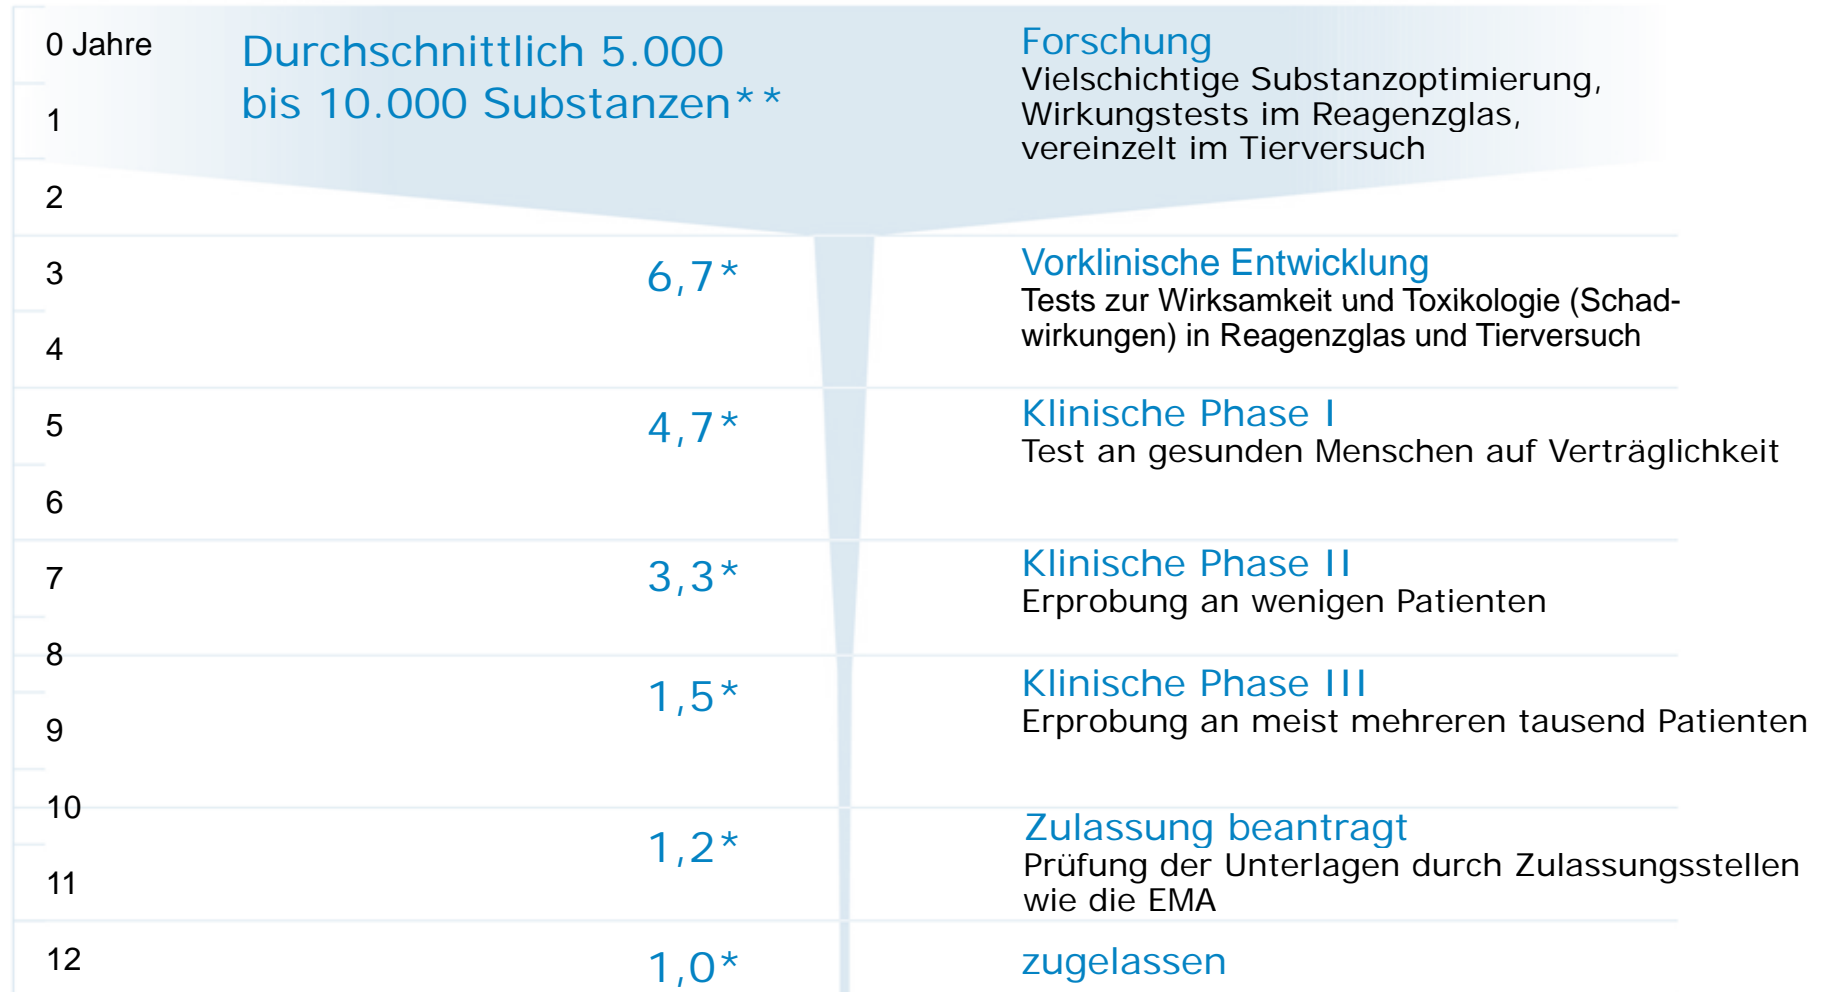 0 Jahre
Durchschnittlich 5.000
bis 10.000 Substanzen**
Forschung
Vielschichtige Substanzoptimierung,
Wirkungstests im Reagenzglas,
vereinzelt im Tierversuch
1
2
3
6,7*
Vorklinische Entwicklung
Tests zur Wirksamkeit und Toxikologie (Schad-
wirkungen) in Reagenzglas und Tierversuch
4
5
4,7*
Klinische Phase I
Test an gesunden Menschen auf Verträglichkeit
6
7
3,3*
Klinische Phase II
Erprobung an wenigen Patienten
8
1,5*
Klinische Phase III
Erprobung an meist mehreren tausend Patienten
9
10
1,2*
Zulassung beantragt
Prüfung der Unterlagen durch Zulassungsstellen
wie die EMA
11
12
1,0*
zugelassen